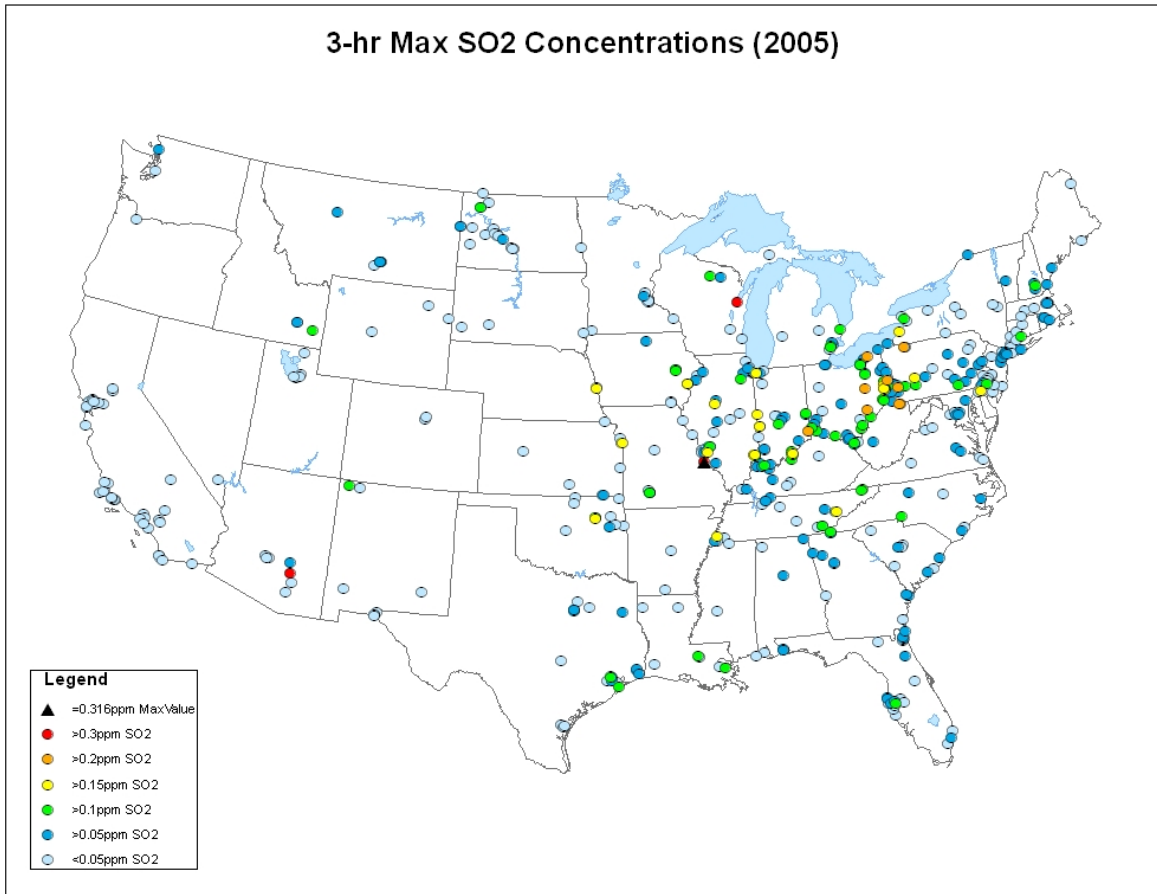 3-hr Max SO2 Concentrations (2005)
Legend
=0.316ppm MaxValue
>0.3ppm SO2
>0.2ppm SO2
>0.15ppm SO2
>0.1ppm SO2
>0.05ppm SO2
<0.05ppm SO2